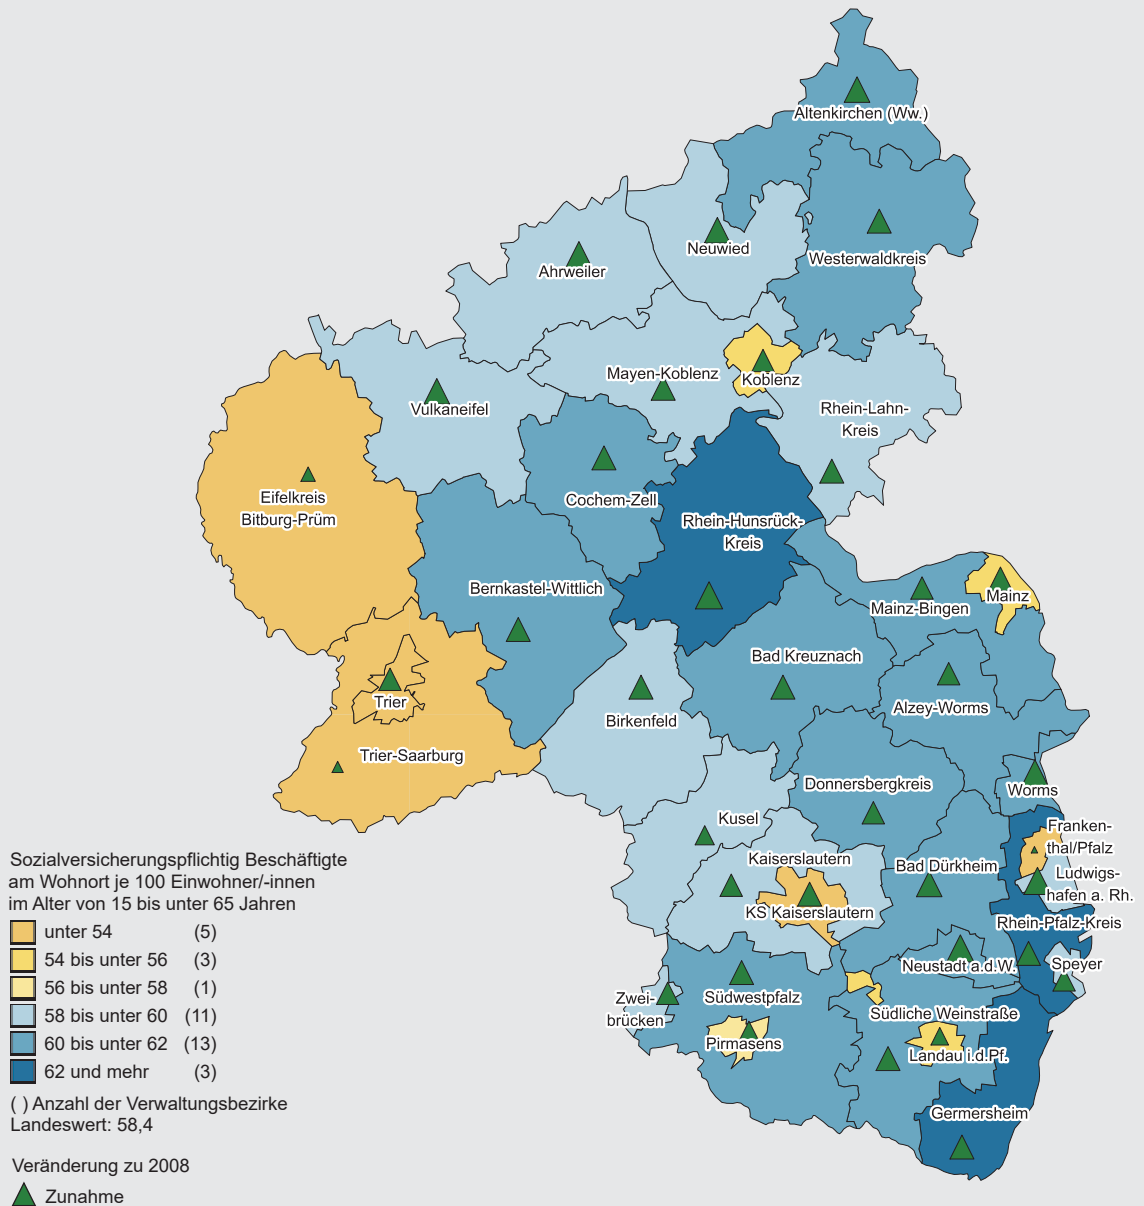 Altenkirchen (Ww.)
Neuwied
Westerwaldkreis
Ahrweiler
Mayen-Koblenz
Koblenz
Vulkaneifel
Rhein-Lahn-
Kreis
Eifelkreis
Bitburg-Prüm
Cochem-Zell
Rhein-Hunsrück-
Kreis
Bernkastel-Wittlich
Mainz-Bingen
Mainz
Bad Kreuznach
Trier
Alzey-Worms
Birkenfeld
Trier-Saarburg
Donnersbergkreis
Worms
Kusel
Franken-
thal/Pfalz
Kaiserslautern
Bad Dürkheim
Ludwigs-
hafen a. Rh.
KS Kaiserslautern
Rhein-Pfalz-Kreis
Neustadt a.d.W.
Speyer
Zwei-
brücken
Südwestpfalz
Südliche Weinstraße
Pirmasens
Landau i.d.Pf.
Germersheim
Sozialversicherungspflichtig Beschäftigte
am Wohnort je 100 Einwohner/-innen
im Alter von 15 bis unter 65 Jahren
unter 54 (5)
54 bis unter 56 (3)
56 bis unter 58 (1)
58 bis unter 60 (11)
60 bis unter 62 (13)
62 und mehr (3)
( ) Anzahl der Verwaltungsbezirke
Landeswert: 58,4
Veränderung zu 2008
Zunahme